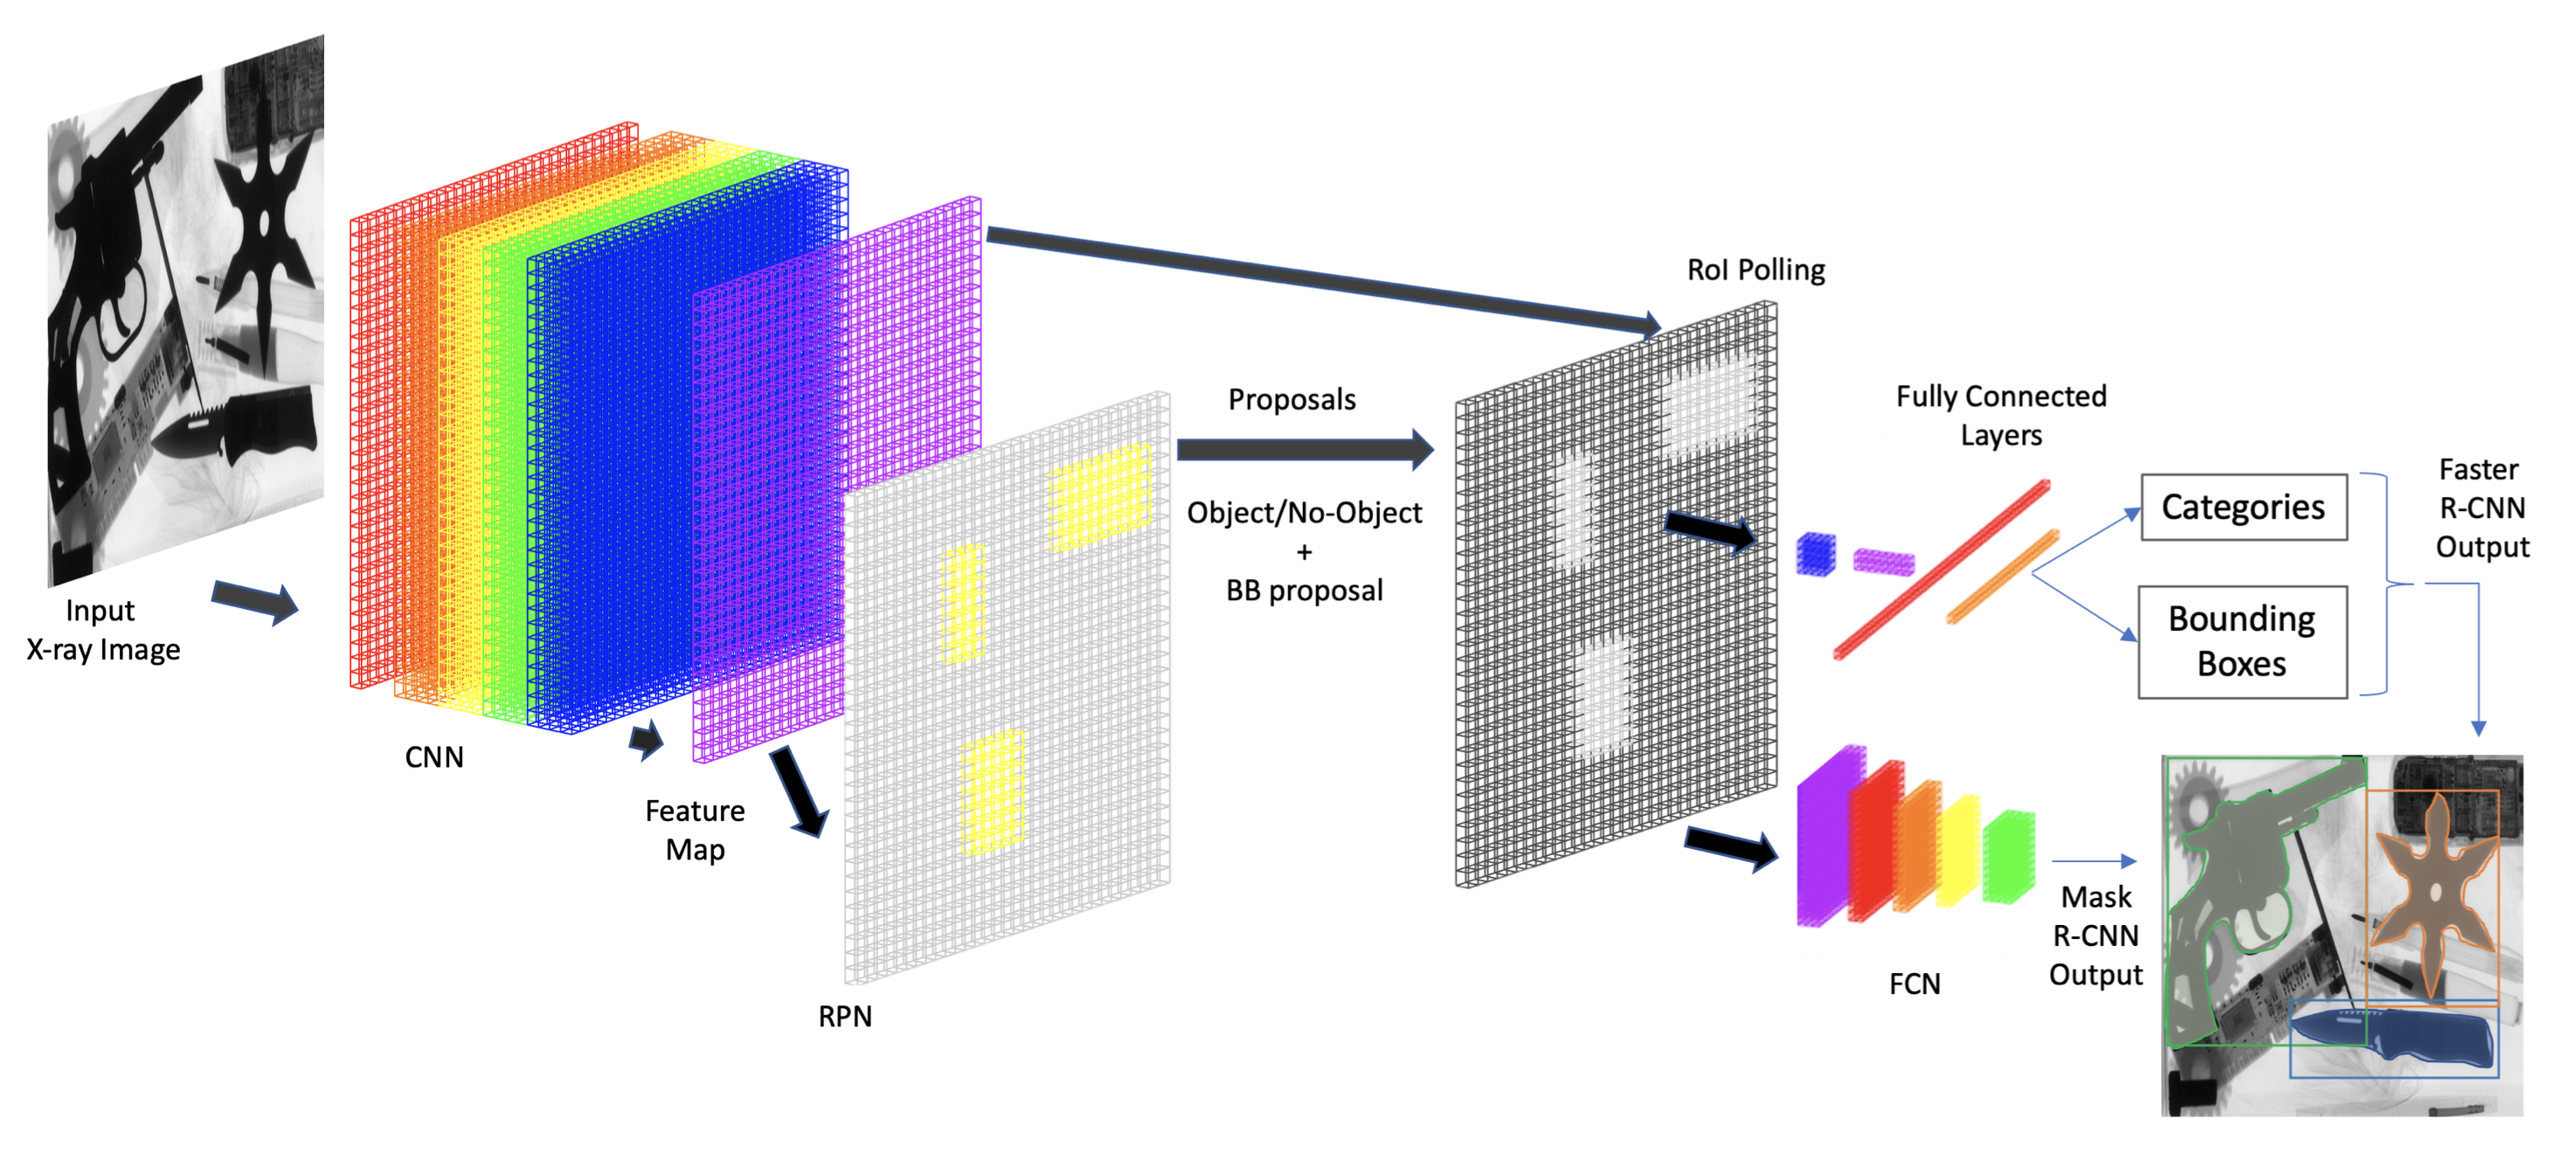 Input
X-ray Image
CNN
Feature
Map
RPN
Proposals
Object/No-Object
+
BB proposal
RoI Polling
Fully Connected
Layers
Categories
Bounding
Boxes
Faster
R-CNN
Output
FCN
Mask
R-CNN
Output